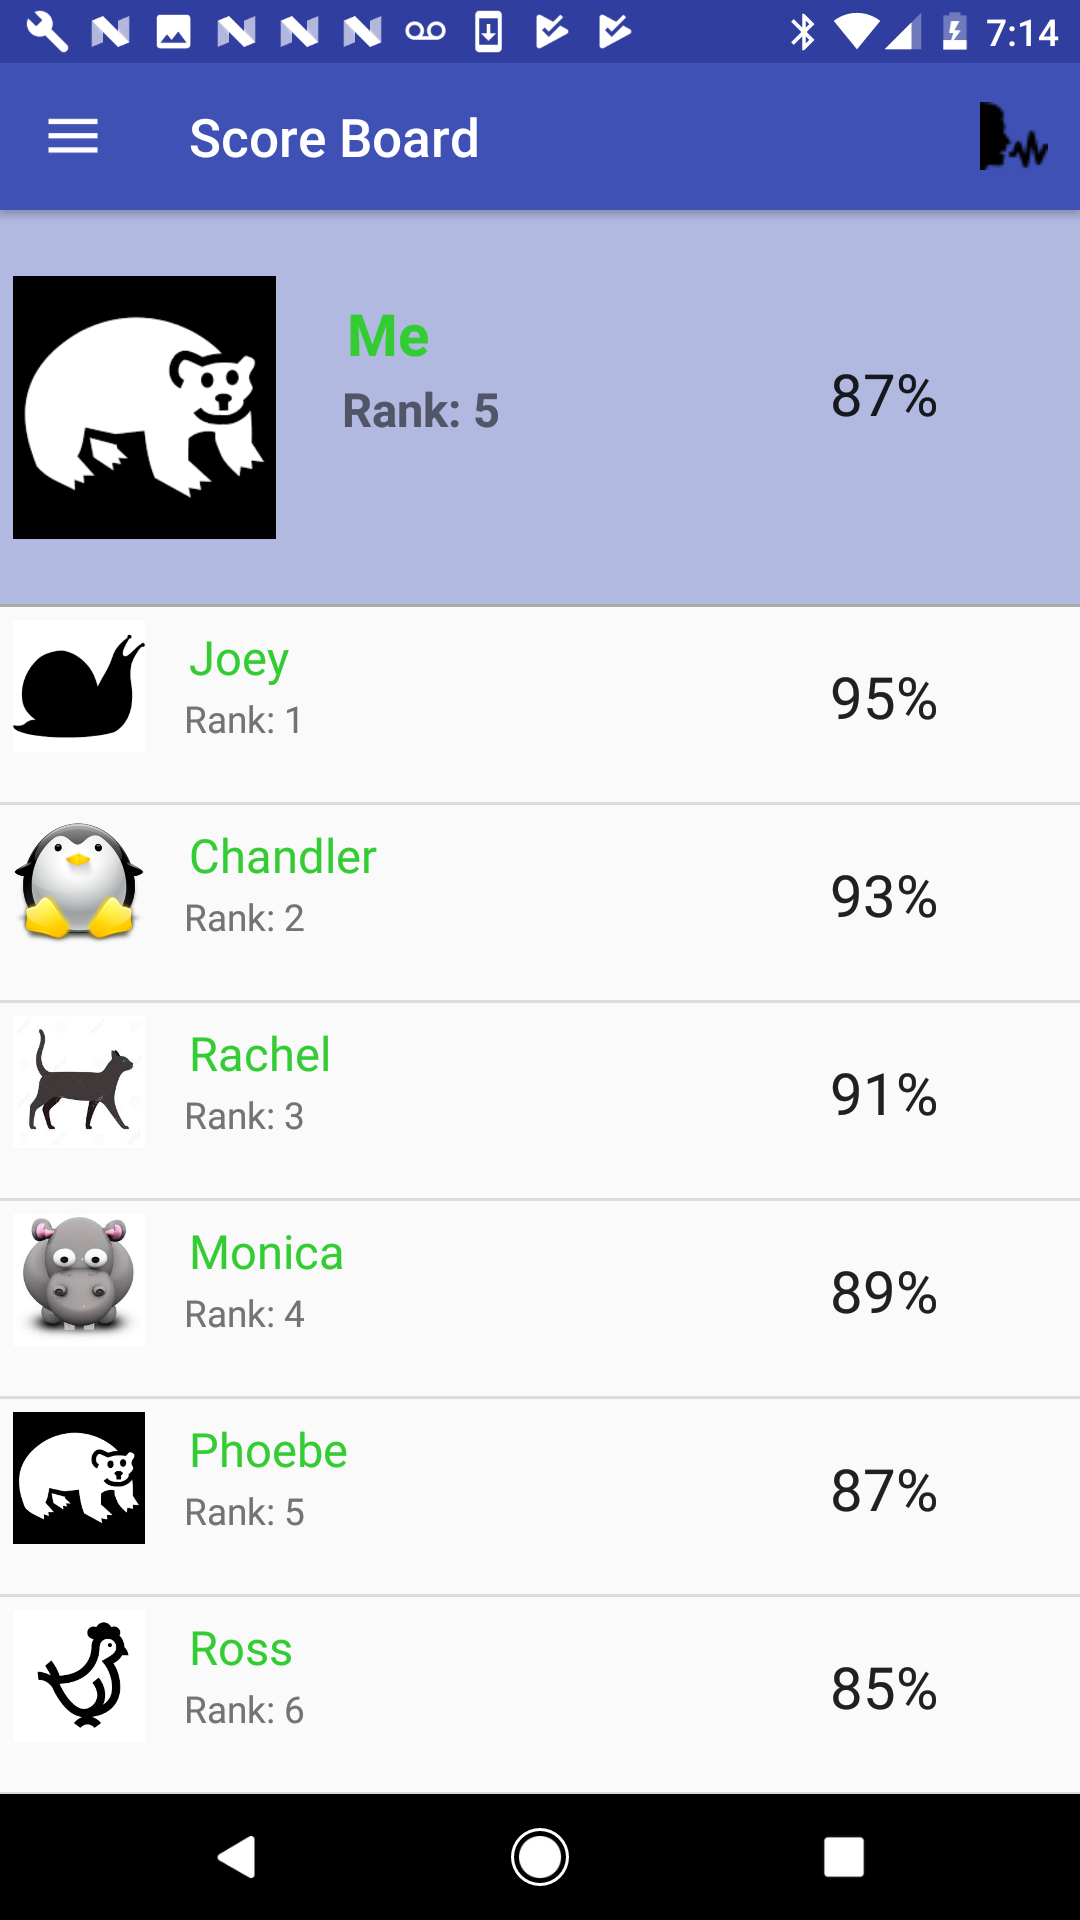 7:14
Score Board
Me
Rank: 5
87%
Joey
Rank: 1
95%
Chandler
Rank: 2
93%
Rachel
Rank: 3
91%
Monica
Rank: 4
89%
Phoebe
Rank: 5
87%
Ross
Rank: 6
85%